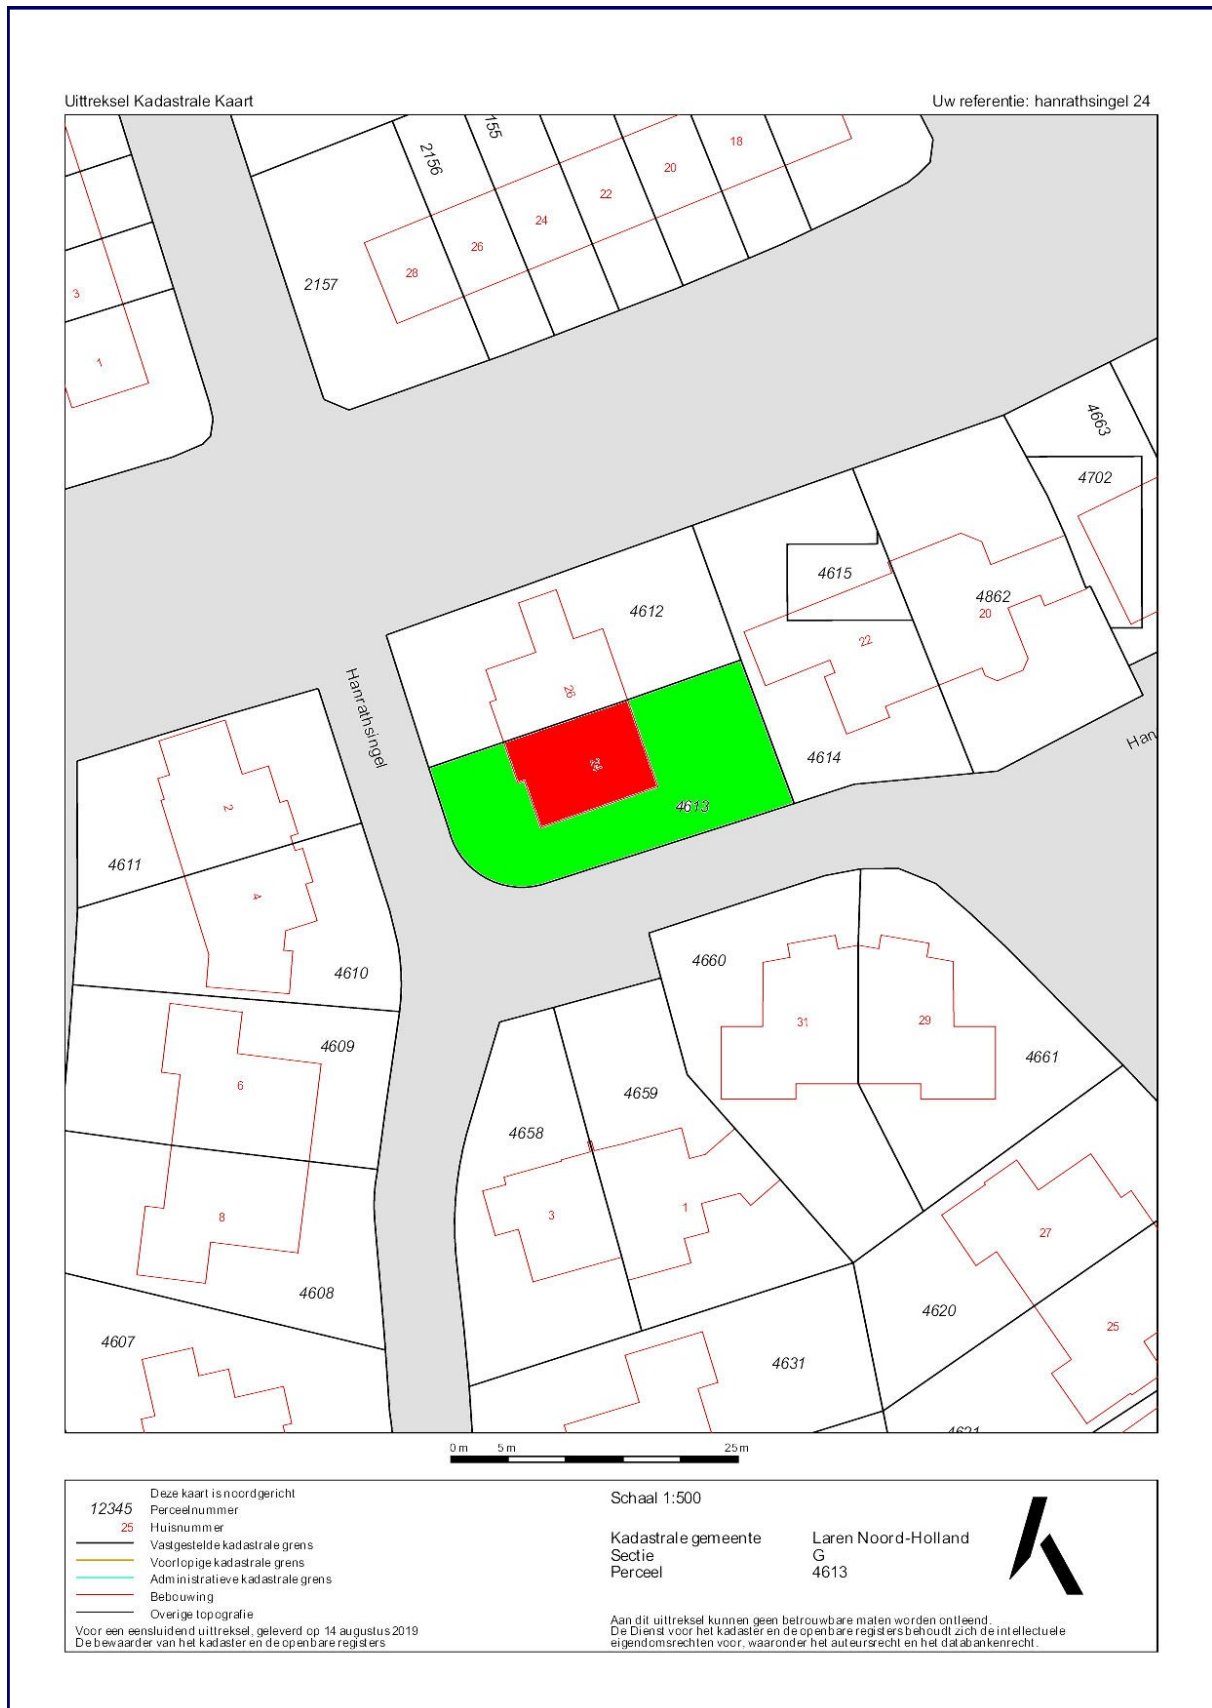 Uittreksel Kadastrale Kaart
Uw referentie: hanrathsingel 24
155
2156
18
20
22
24
26
28
2157
3
1
4663
4702
4615
4862
20
4612
22
26
Hanrathsingel
24
4614
Han
4613
2
4611
4
4610
4660
31
29
4609
4661
6
4659
4658
8
3
1
27
4608
4620
25
4607
4631
4621
0 m 5 m 25 m
Deze kaart is noordgericht
12345 Perceelnummer
25 Huisnummer
Vastgestelde kadastrale grens
Voorlopige kadastrale grens
Administratieve kadastrale grens
Bebouwing
Overige topografie
Voor een eensluidend uittreksel, geleverd op 14 augustus 2019
De bewaarder van het kadaster en de openbare registers
Schaal 1:500
Kadastrale gemeente Laren Noord-Holland
Sectie G
Perceel 4613
Aan dit uittreksel kunnen geen betrouwbare maten worden ontleend.
De Dienst voor het kadaster en de openbare registers behoudt zich de intellectuele
eigendomsrechten voor, waaronder het auteursrecht en het databankenrecht.